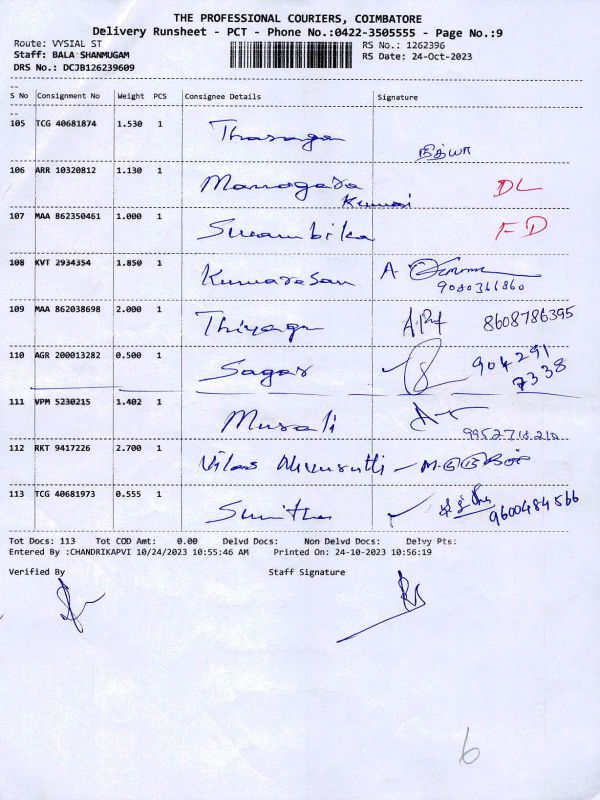 THE PROFESSIONAL COURIERS, COIMBATORE
Delivery Runsheet - PCT - Phone No.:0422-3505555 - Page No.:9
Route: VYSIAL ST RS No.: 1262396
Staff: BALA SHANMUGAM RS Date: 24-Oct-2023
DRS No.: DCJB126239609
S No Consignment No Weight PCS Consignee Details Signature
105 TCG 40681874 1.530 1 நித்யா
106 ARR 10320812 1.130 1 DL
Kumar
107 MAA 862350461 1.000 1 FD
108 KVT 2934354 1.850 1 Kumaresan A.
9080366860
109 MAA 862038698 2.000 1 Thiyagu 8608786395
110 AGR 200013282 0.500 1 Sagar 904291
7338
111 VPM 5230215 1.402 1 Murali
9952718210
112 RKT 9417226 2.700 1 Vilas
113 TCG 40681973 0.555 1 Sunitha 9600484566
Tot Docs: 113 Tot COD Amt: 0.00 Delvd Docs: Non Delvd Docs: Delvy Pts:
Entered By :CHANDRIKAPVI 10/24/2023 10:55:46 AM Printed On: 24-10-2023 10:56:19
Verified By Staff Signature
6